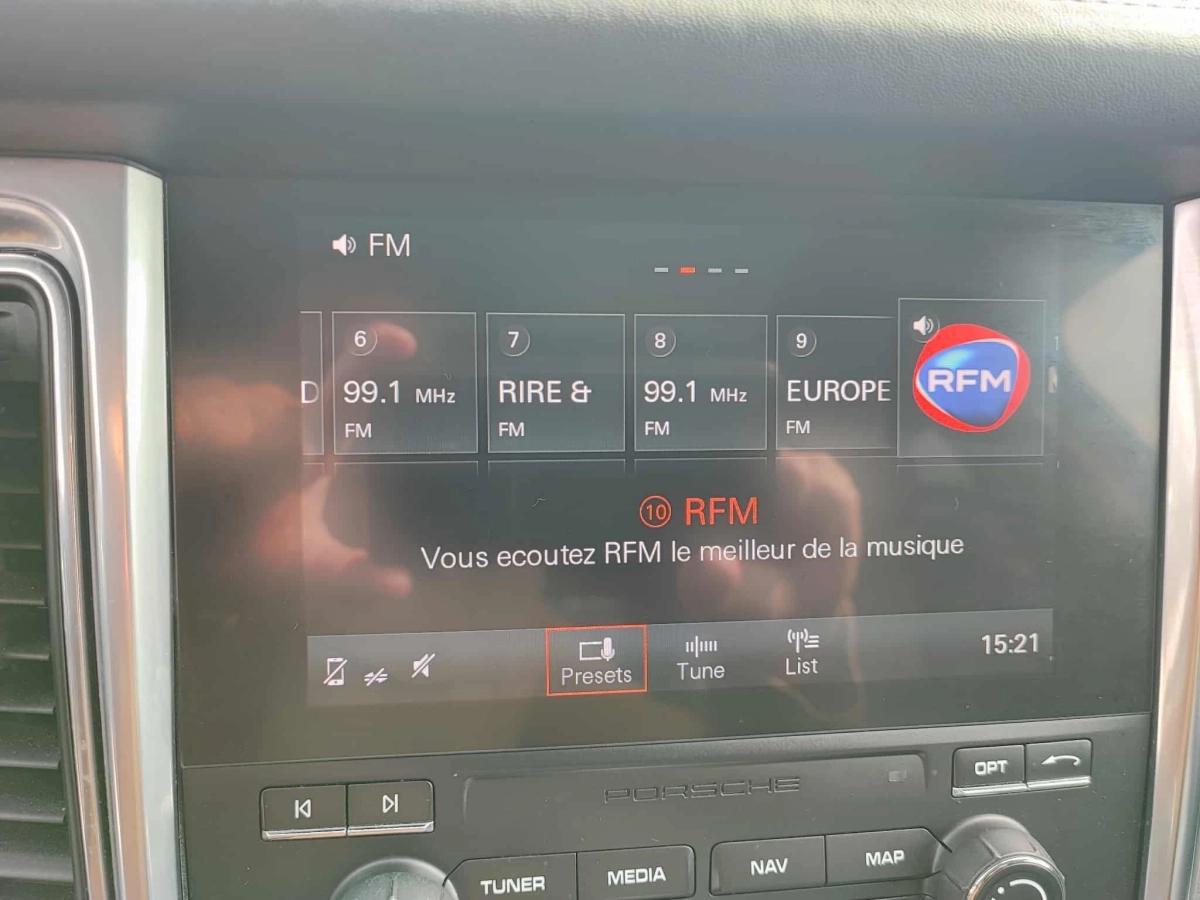 FM
6
99.1 MHz
FM
7
RIRE &
FM
8
99.1 MHz
FM
9
EUROPE
FM
RFM
10 RFM
Vous ecoutez RFM le meilleur de la musique
Presets
Tune
List
15:21
PORSCHE
OPT
TUNER
MEDIA
NAV
MAP